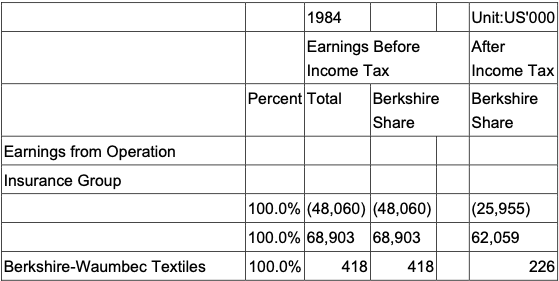 1984 Unit:US'000
Earnings Before After
Income Tax Income Tax
Percent Total Berkshire Berkshire
Share Share
Earnings from Operation
Insurance Group
100.0% (48,060) (48,060) (25,955)
100.0% 68,903 68,903 62,059
Berkshire-Waumbec Textiles 100.0% 418 418 226